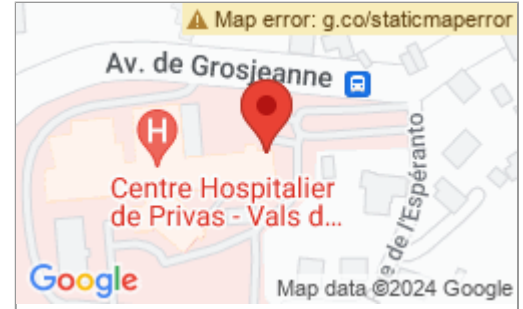 Map error: g.co/staticmaperror
Av. de Grosjeanne
H
Centre Hospitalier
de Privas - Vals d...
e de l'Espéranto
Google
Map data ©2024 Google